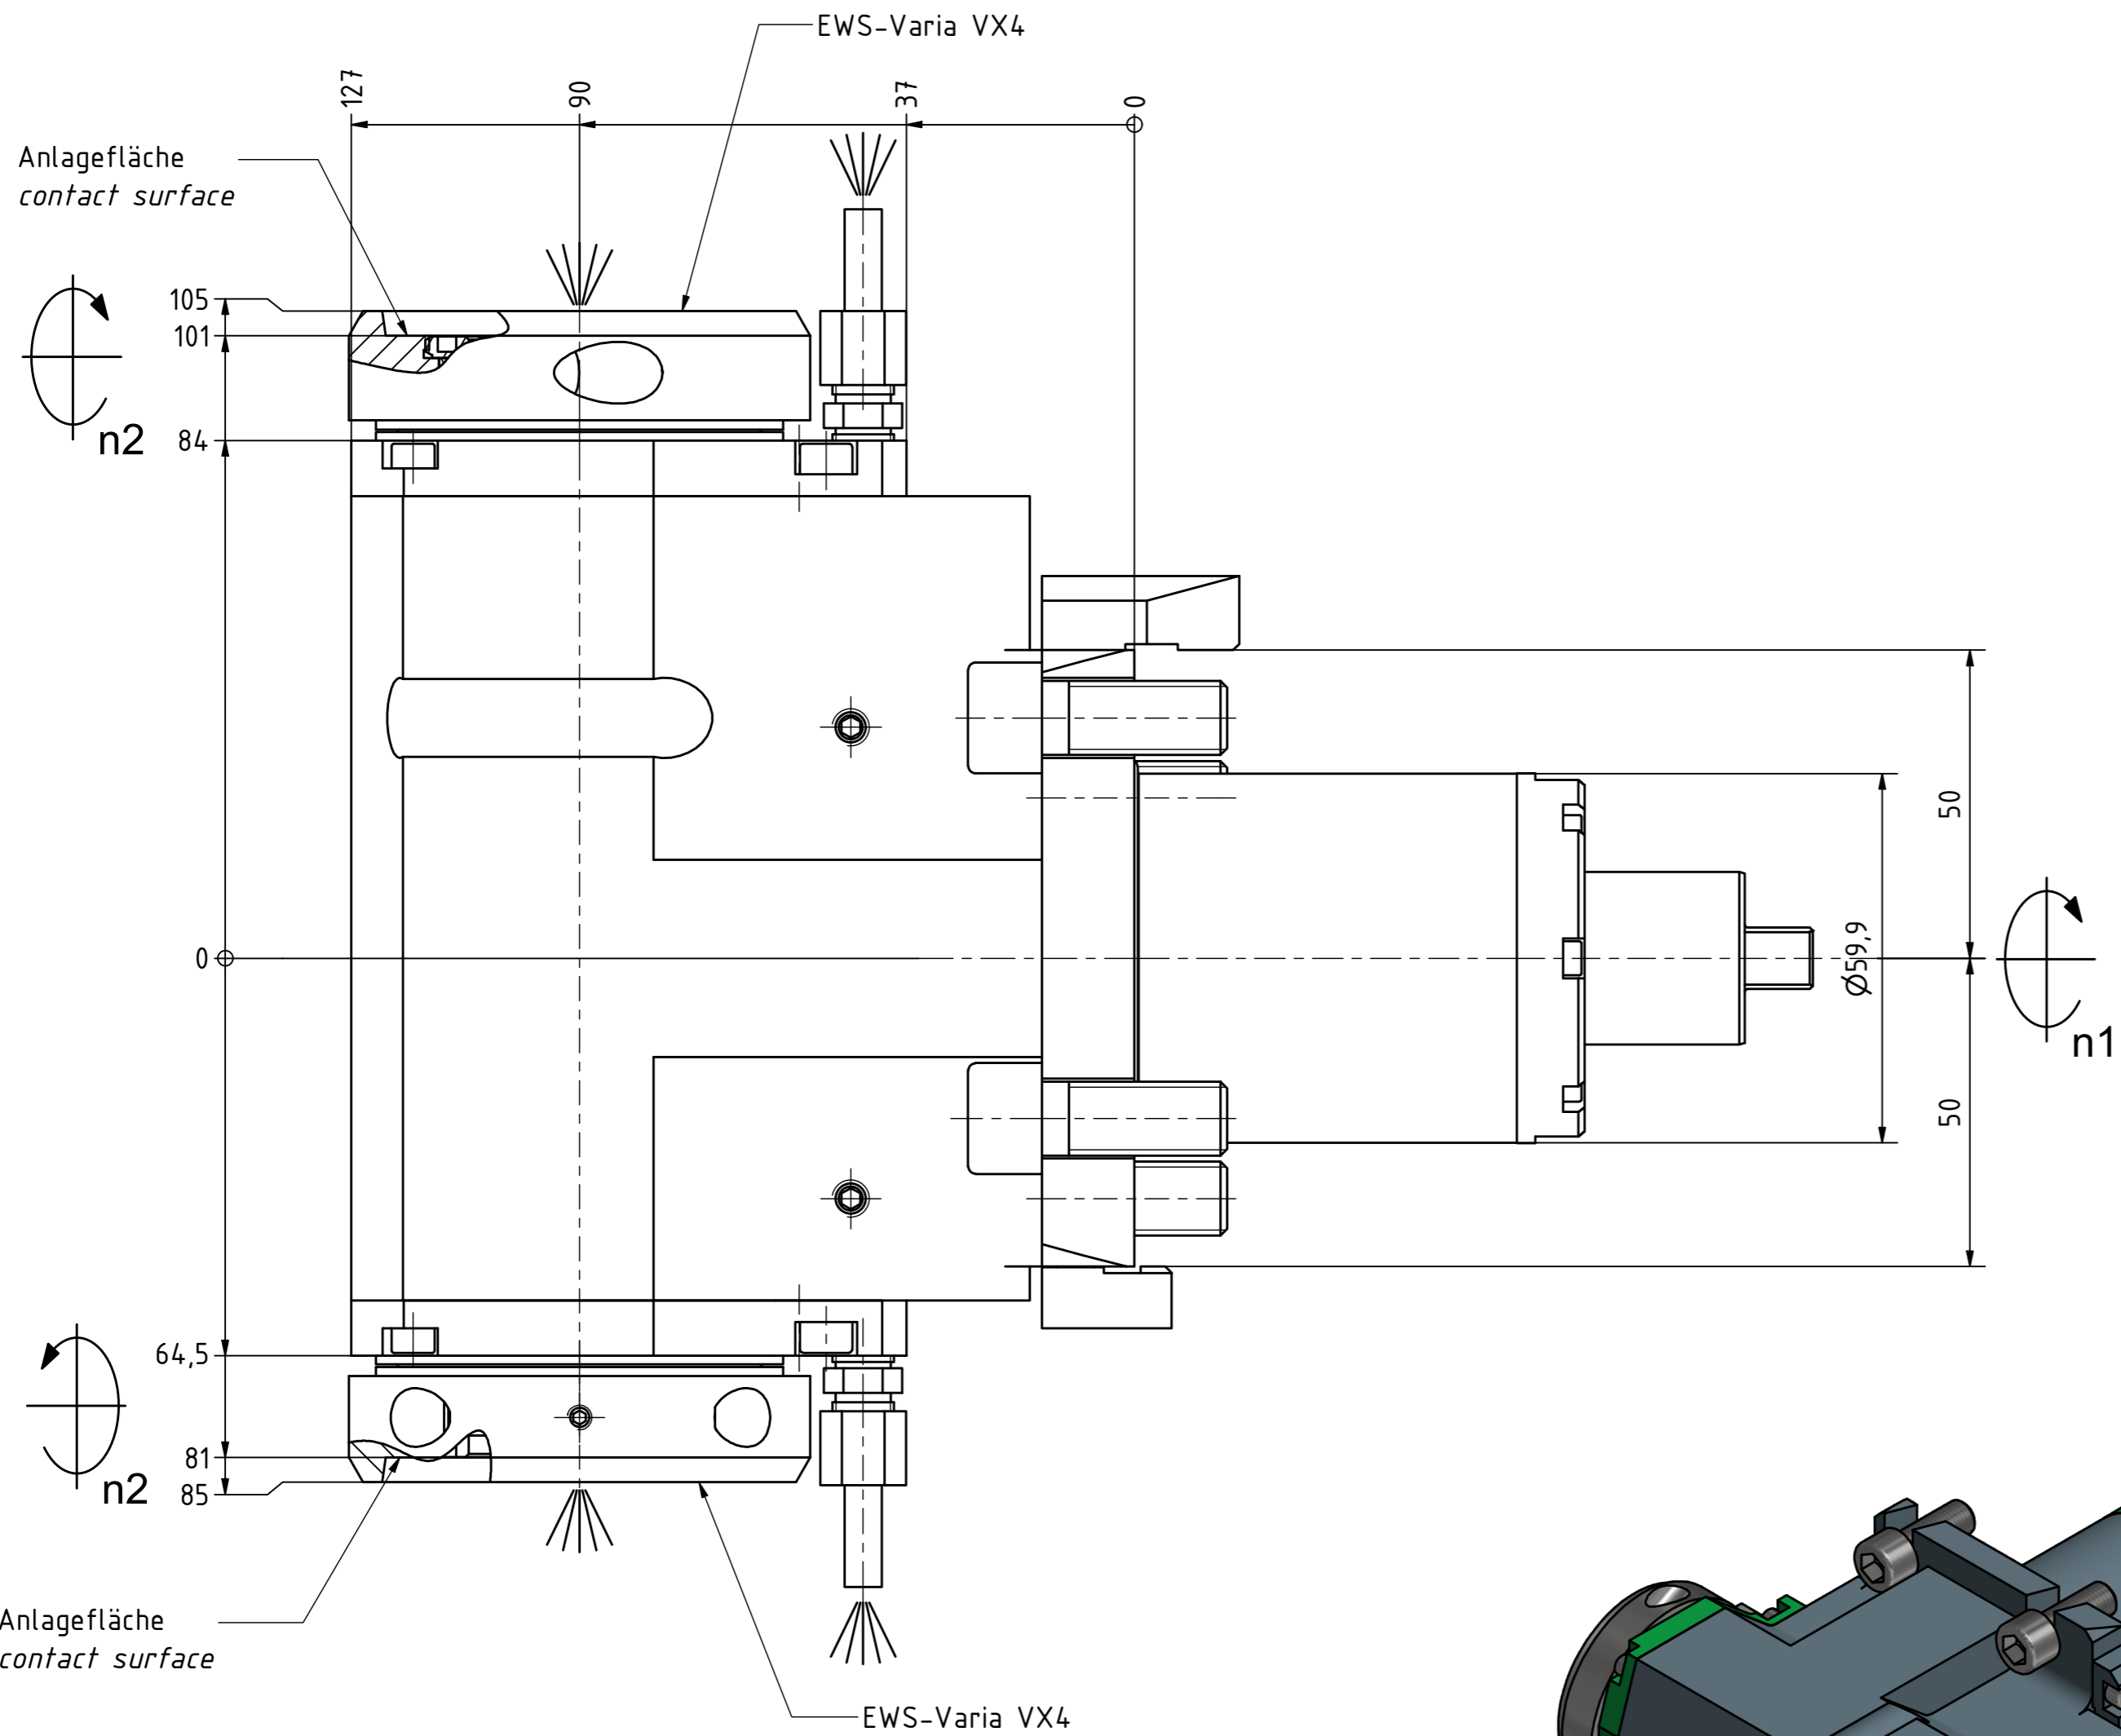 EWS-Varia VX4
127
90
37
0
Anlagefläche
contact surface
105
101
84
n2
0
50
Ø59,9
50
n1
64,5
81
85
n2
Anlagefläche
contact surface
EWS-Varia VX4